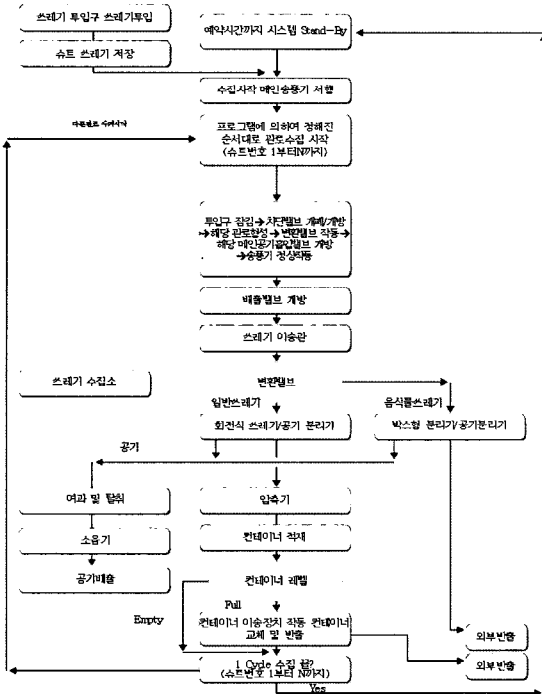 쓰레기 투입구 쓰레기투입
슈트 쓰레기 저장
예약시간까지 시스템 Stand-By
수집시작 메인송풍기 서행
프로그램에 의하여 정해진
순서대로 관로수집 시작
(슈트번호 1부터N까지)
투입구 잠김→차단밸브 개폐/개방
→해당 관로형성→변환밸브 작동→
해당 메인공기흡입밸브 개방
→송풍기 정상작동
배출밸브 개방
쓰레기 이송관
쓰레기 수집소
변환밸브
일반쓰레기
음식물쓰레기
회전식 쓰레기/공기 분리기
박스형 분리기/공기분리기
공기
여과 및 탈취
압축기
소음기
컨테이너 적재
공기배출
컨테이너 레벨
Empty
Full
컨테이너 이송장치 작동 컨테이너
교체 및 반출
외부반출
외부반출
1 Cycle 수집 끝?
(슈트번호 1부터 N까지)
Yes